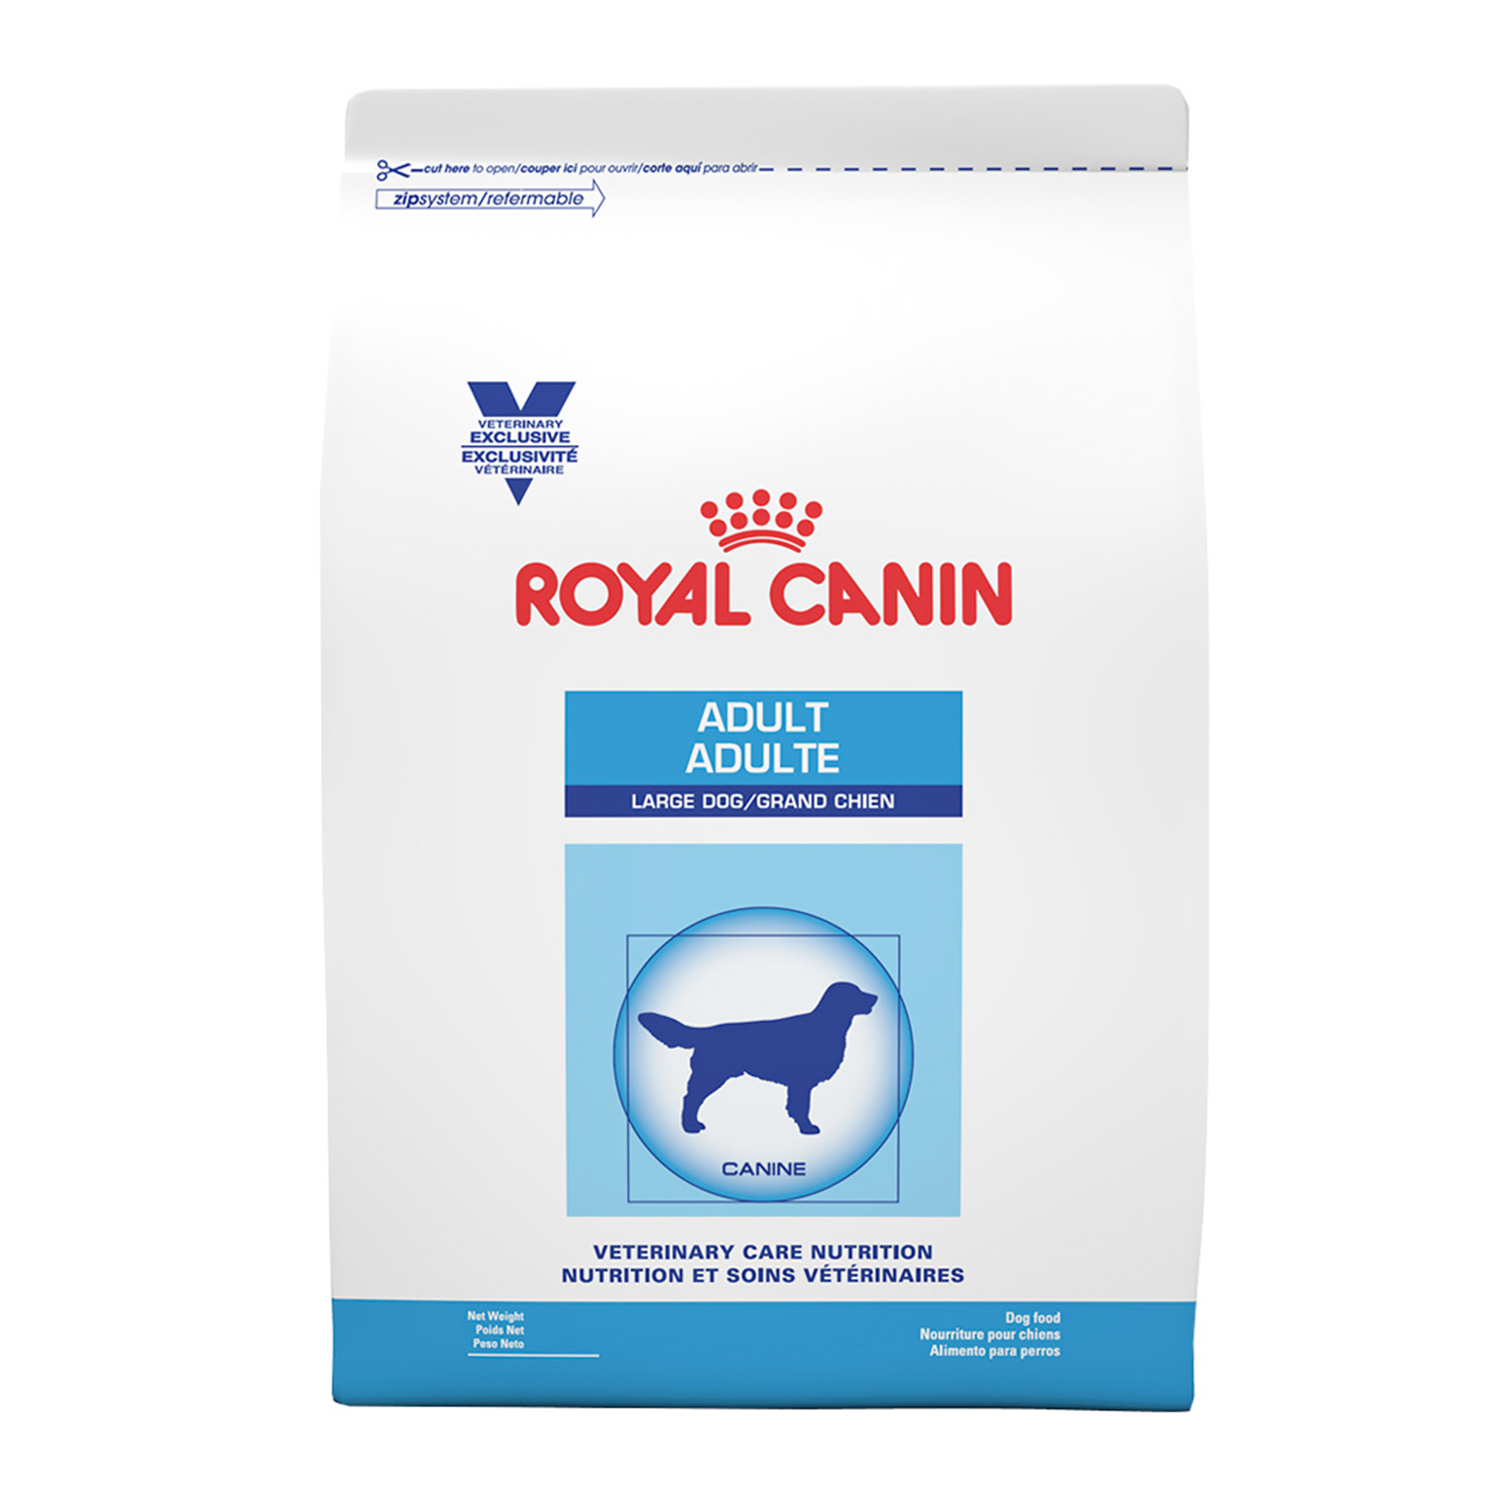 cut here to open/couper ici pour ouvrir/corte aquí para abrir
zipsystem/refermable
VETERINARY
EXCLUSIVE
EXCLUSIVITÉ
VÉTÉRINAIRE
ROYAL CANIN
ADULT
ADULTE
LARGE DOG/GRAND CHIEN
CANINE
VETERINARY CARE NUTRITION
NUTRITION ET SOINS VÉTÉRINAIRES
Net Weight
Poids Net
Peso Neto
Dog food
Nourriture pour chiens
Alimento para perros